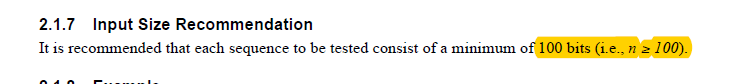 2.1.7 Input Size Recommendation
It is recommended that each sequence to be tested consist of a minimum of 100 bits (i.e., n ≥ 100).